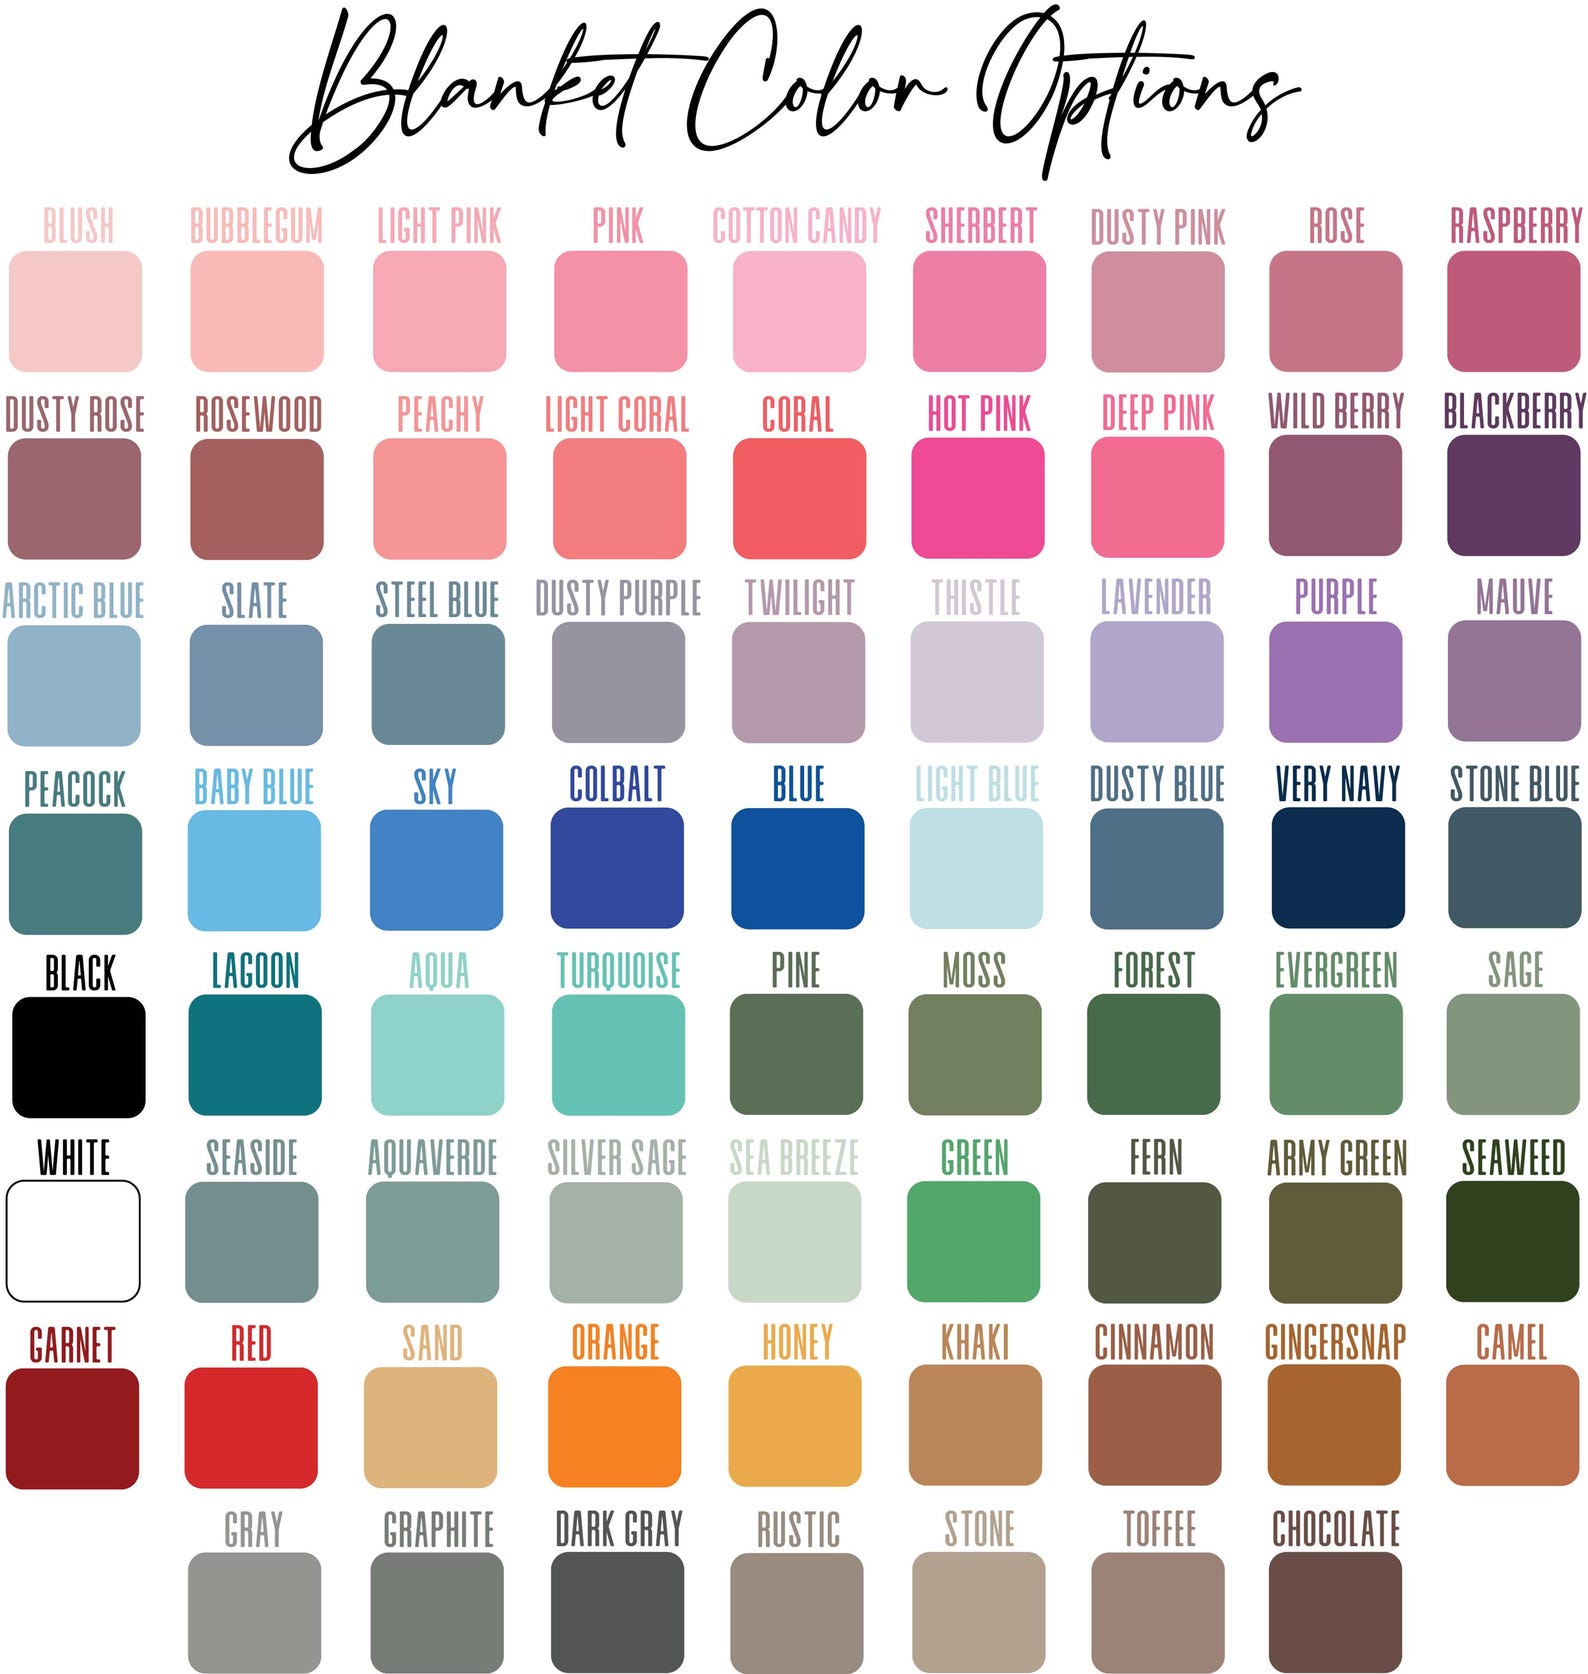 Blanket Color Options
BLUSH BUBBLEGUM LIGHT PINK PINK COTTON CANDY SHERBERT DUSTY PINK ROSE RASPBERRY
DUSTY ROSE ROSEWOOD PEACHY LIGHT CORAL CORAL HOT PINK DEEP PINK WILD BERRY BLACKBERRY
ARCTIC BLUE SLATE STEEL BLUE DUSTY PURPLE TWILIGHT THISTLE LAVENDER PURPLE MAUVE
PEACOCK BABY BLUE SKY COLBALT BLUE LIGHT BLUE DUSTY BLUE VERY NAVY STONE BLUE
BLACK LAGOON AQUA TURQUOISE PINE MOSS FOREST EVERGREEN SAGE
WHITE SEASIDE AQUAVERDE SILVER SAGE SEA BREEZE GREEN FERN ARMY GREEN SEAWEED
GARNET RED SAND ORANGE HONEY KHAKI CINNAMON GINGERSNAP CAMEL
GRAY GRAPHITE DARK GRAY RUSTIC STONE TOFFEE CHOCOLATE